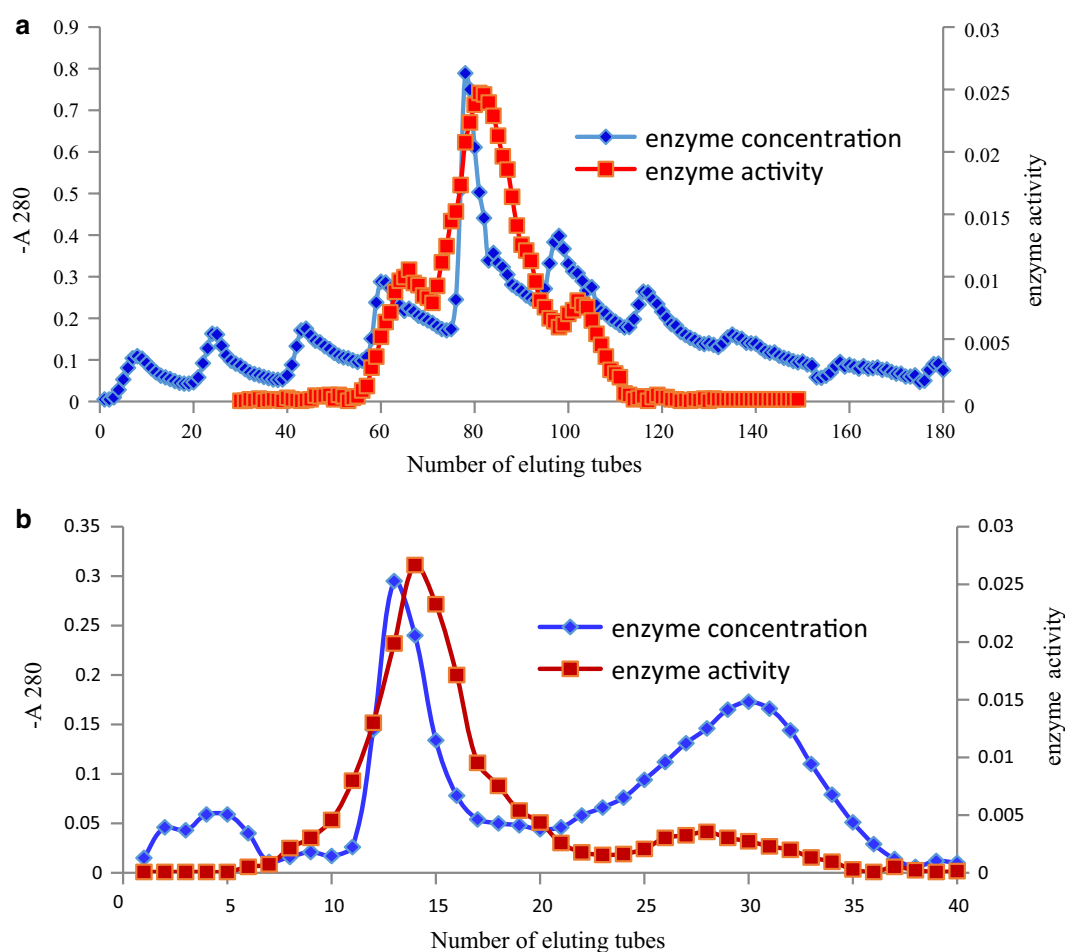 a
0.9
0.8
0.7
0.6
0.5
0.4
0.3
0.2
0.1
0
-A 280
0.03
0.025
0.02
0.015
0.01
0.005
0
enzyme activity
enzyme concentration
enzyme activity
0 20 40 60 80 100 120 140 160 180
Number of eluting tubes
b
0.35
0.3
0.25
0.2
0.15
0.1
0.05
0
-A 280
0.03
0.025
0.02
0.015
0.01
0.005
0
enzyme activity
enzyme concentration
enzyme activity
0 5 10 15 20 25 30 35 40
Number of eluting tubes